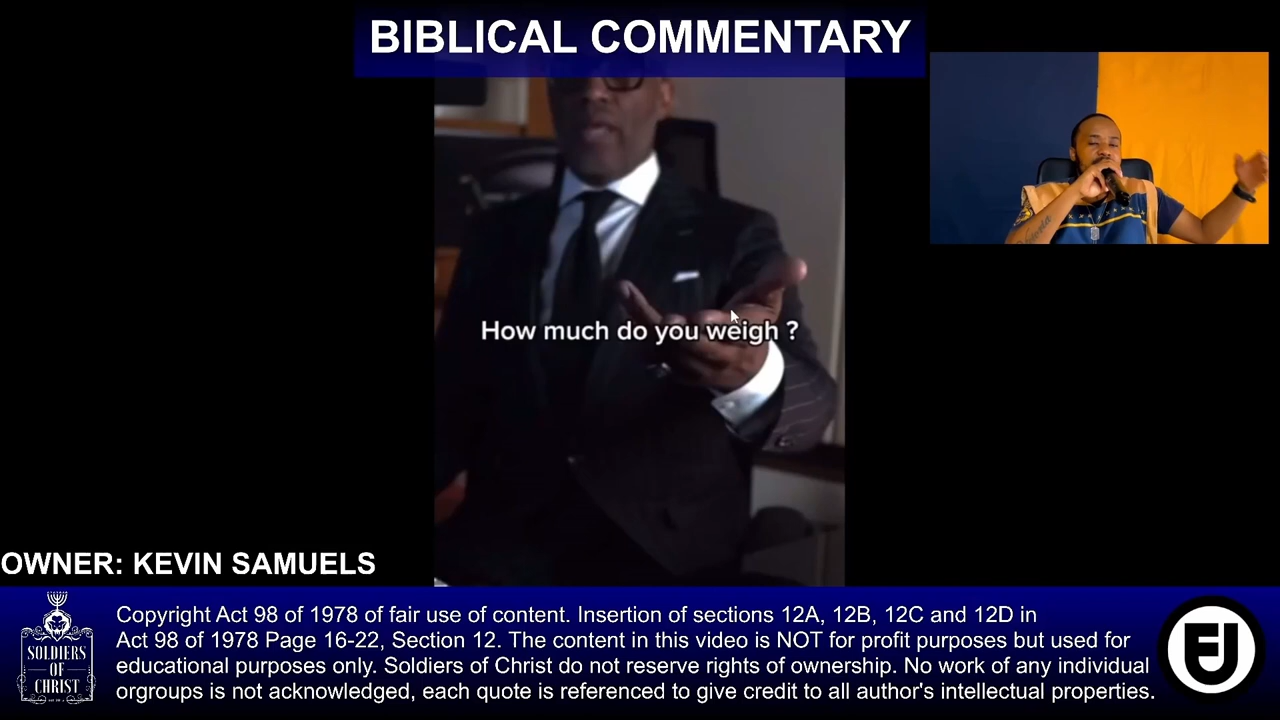 BIBLICAL COMMENTARY
How much do you weigh ?
OWNER: KEVIN SAMUELS
SOLDIERS
OF
CHRIST
Copyright Act 98 of 1978 of fair use of content. Insertion of sections 12A, 12B, 12C and 12D in
Act 98 of 1978 Page 16-22, Section 12. The content in this video is NOT for profit purposes but used for
educational purposes only. Soldiers of Christ do not reserve rights of ownership. No work of any individual
orgroups is not acknowledged, each quote is referenced to give credit to all author's intellectual properties.